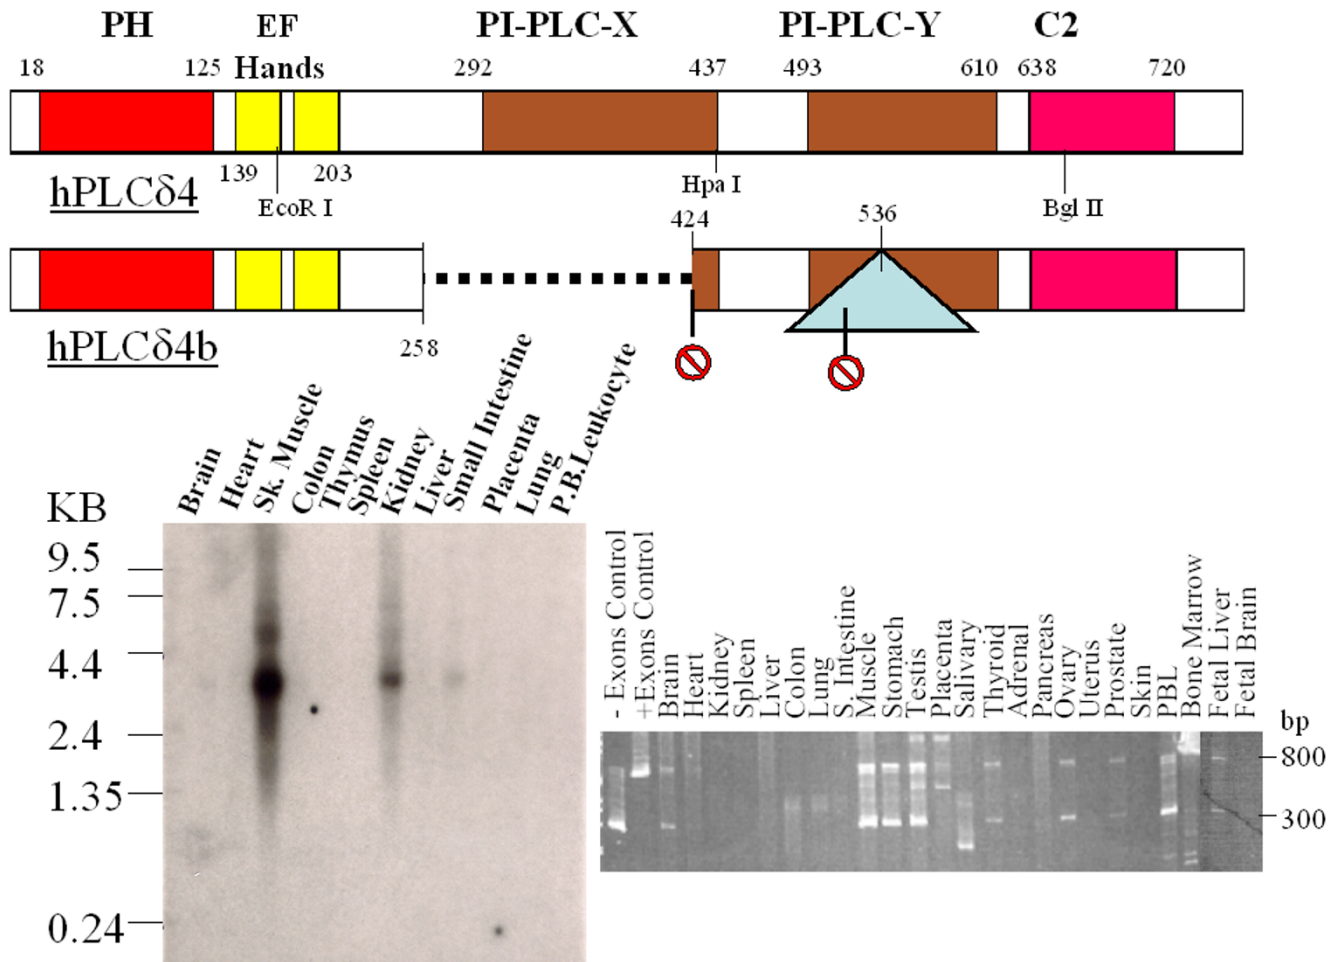 PH EF PI-PLC-X PI-PLC-Y C2
18 125 Hands 292 437 493 610 638 720
139 203
hPLCδ4 EcoR I Hpa I Bgl II
424 536
hPLCδ4b 258
Brain
Heart
Sk. Muscle
Colon
Thymus
Spleen
Kidney
Liver
Small Intestine
Placenta
Lung
P.B.Leukocyte
KB
9.5
7.5
4.4
2.4
1.35
0.24
- Exons Control
+Exons Control
Brain
Heart
Kidney
Spleen
Liver
Colon
Lung
S. Intestine
Muscle
Stomach
Testis
Placenta
Salivary
Thyroid
Adrenal
Pancreas
Ovary
Uterus
Prostate
Skin
PBL
Bone Marrow
Fetal Liver
Fetal Brain
bp
800
300